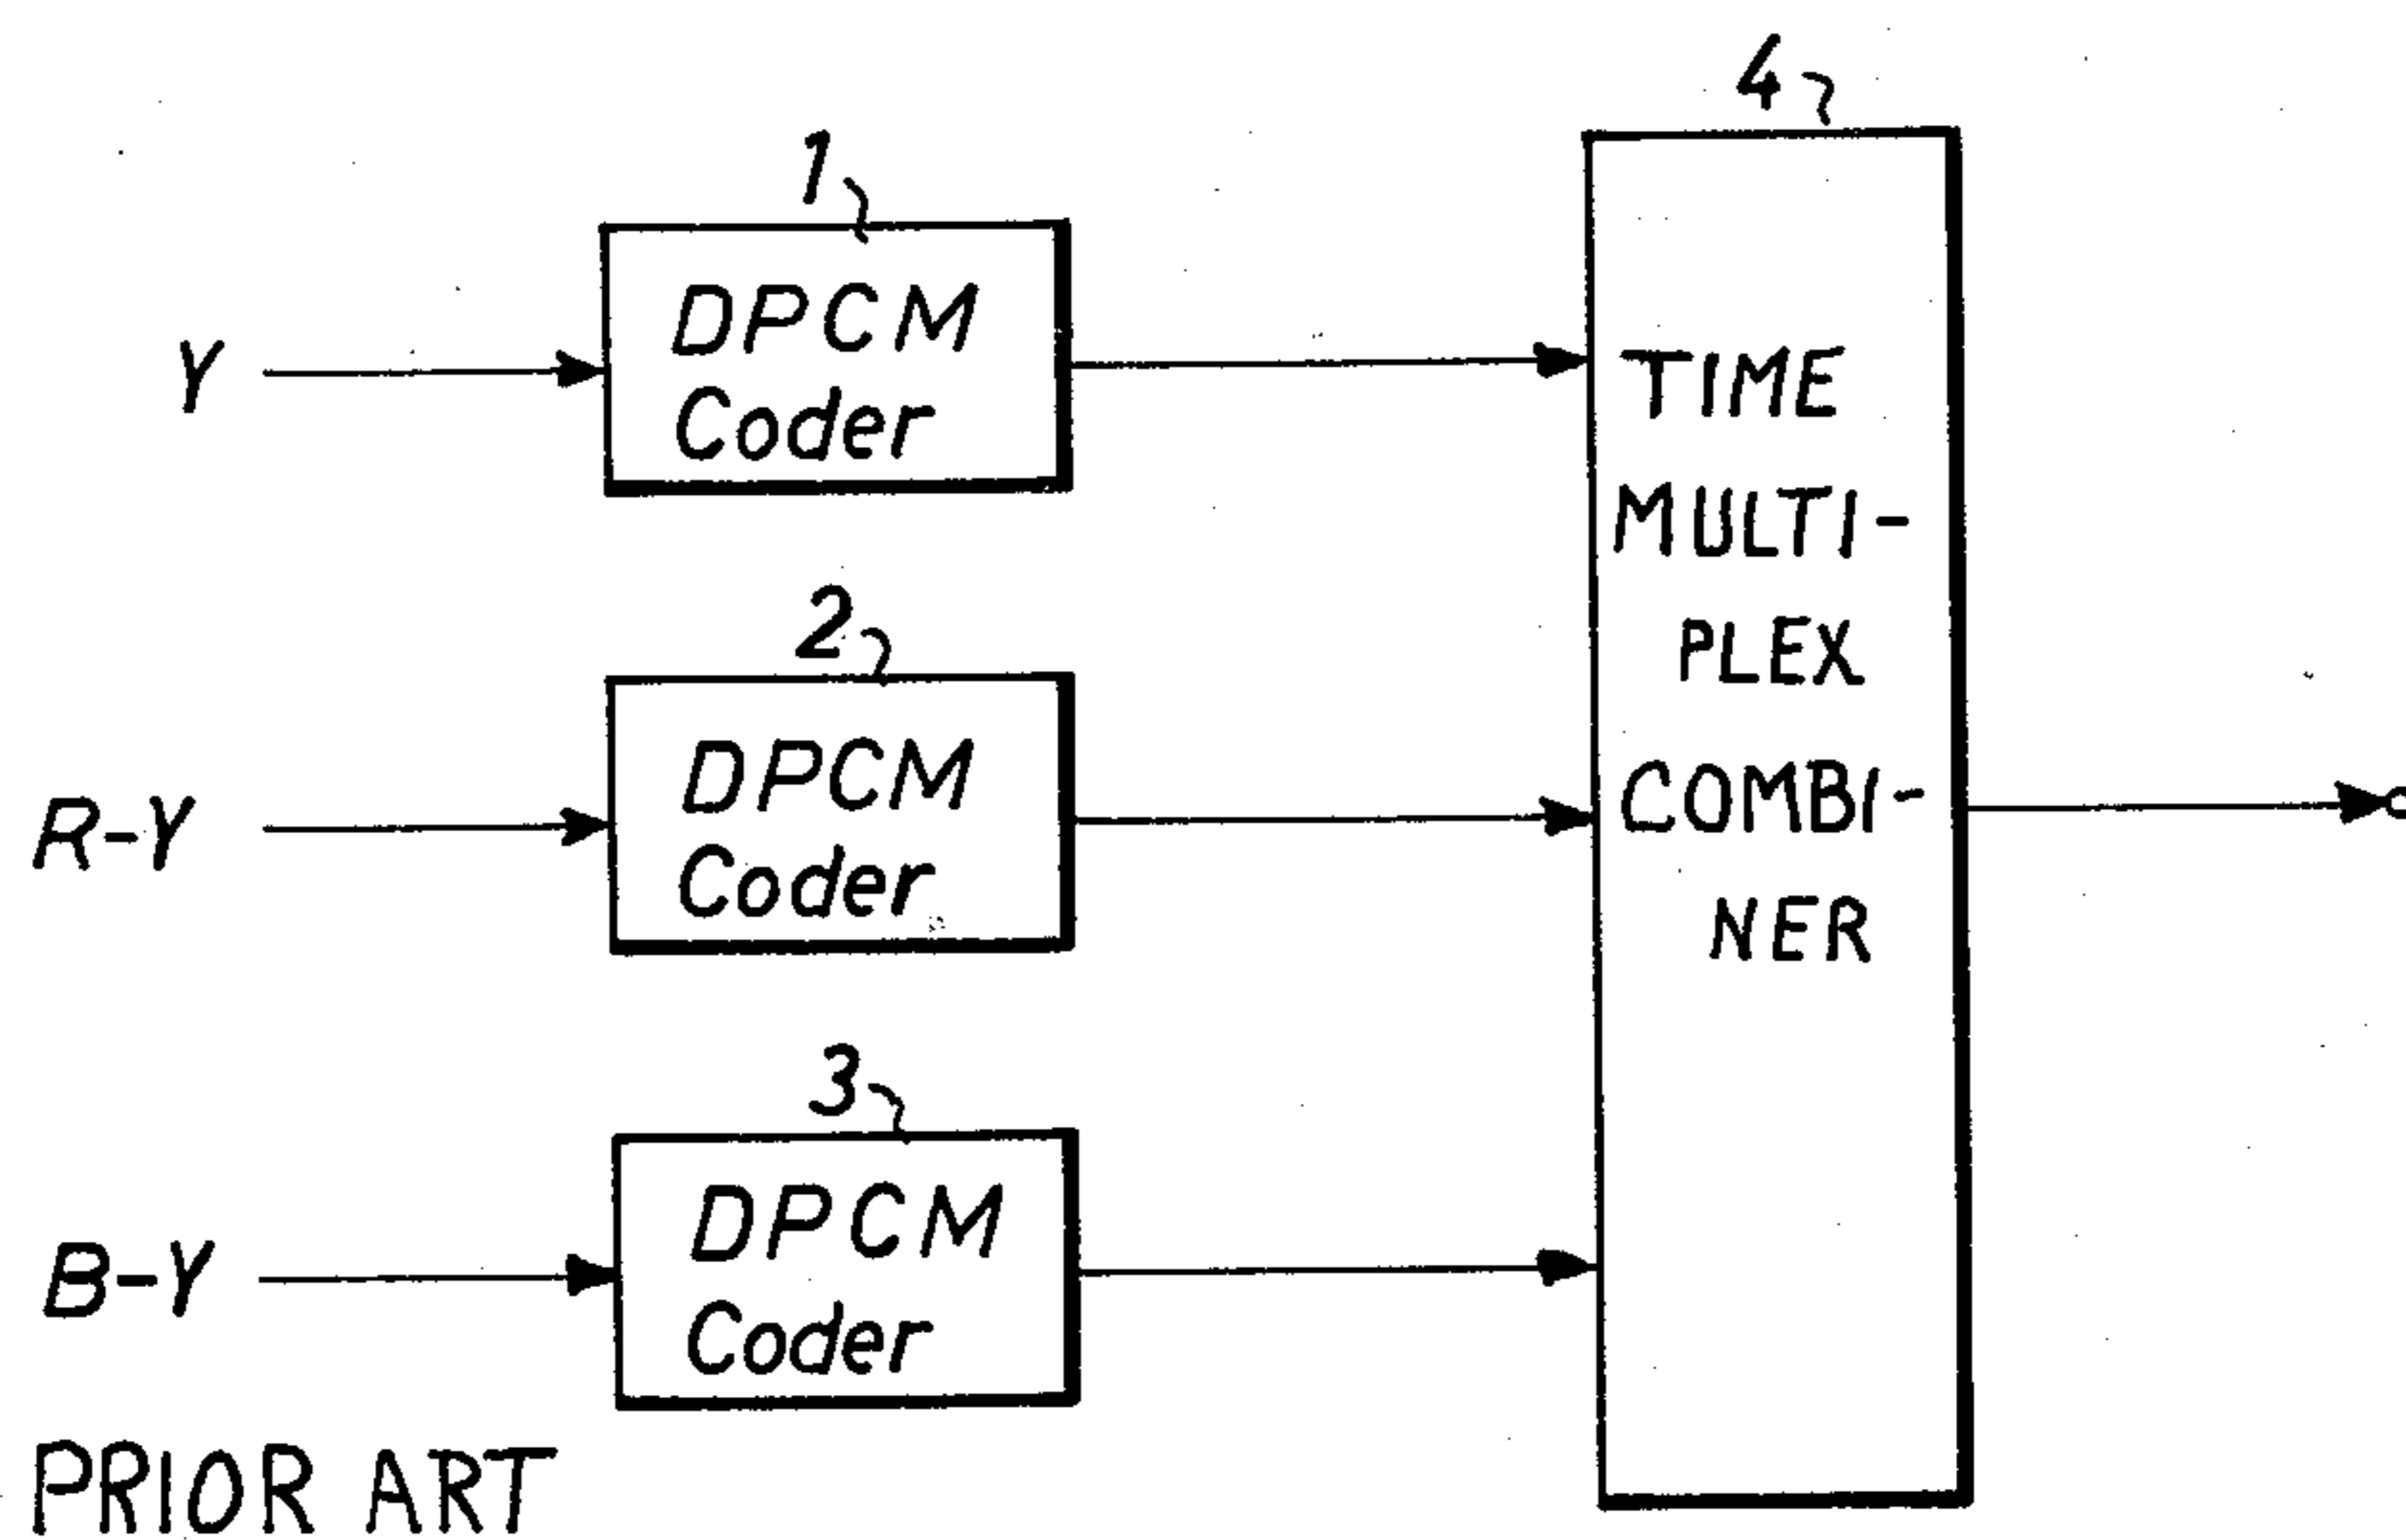 4
1
DPCM
Coder
Y
TIME
MULTI-
PLEX
COMBI-
NER
2
DPCM
Coder
R-Y
3
DPCM
Coder
B-Y
PRIOR ART